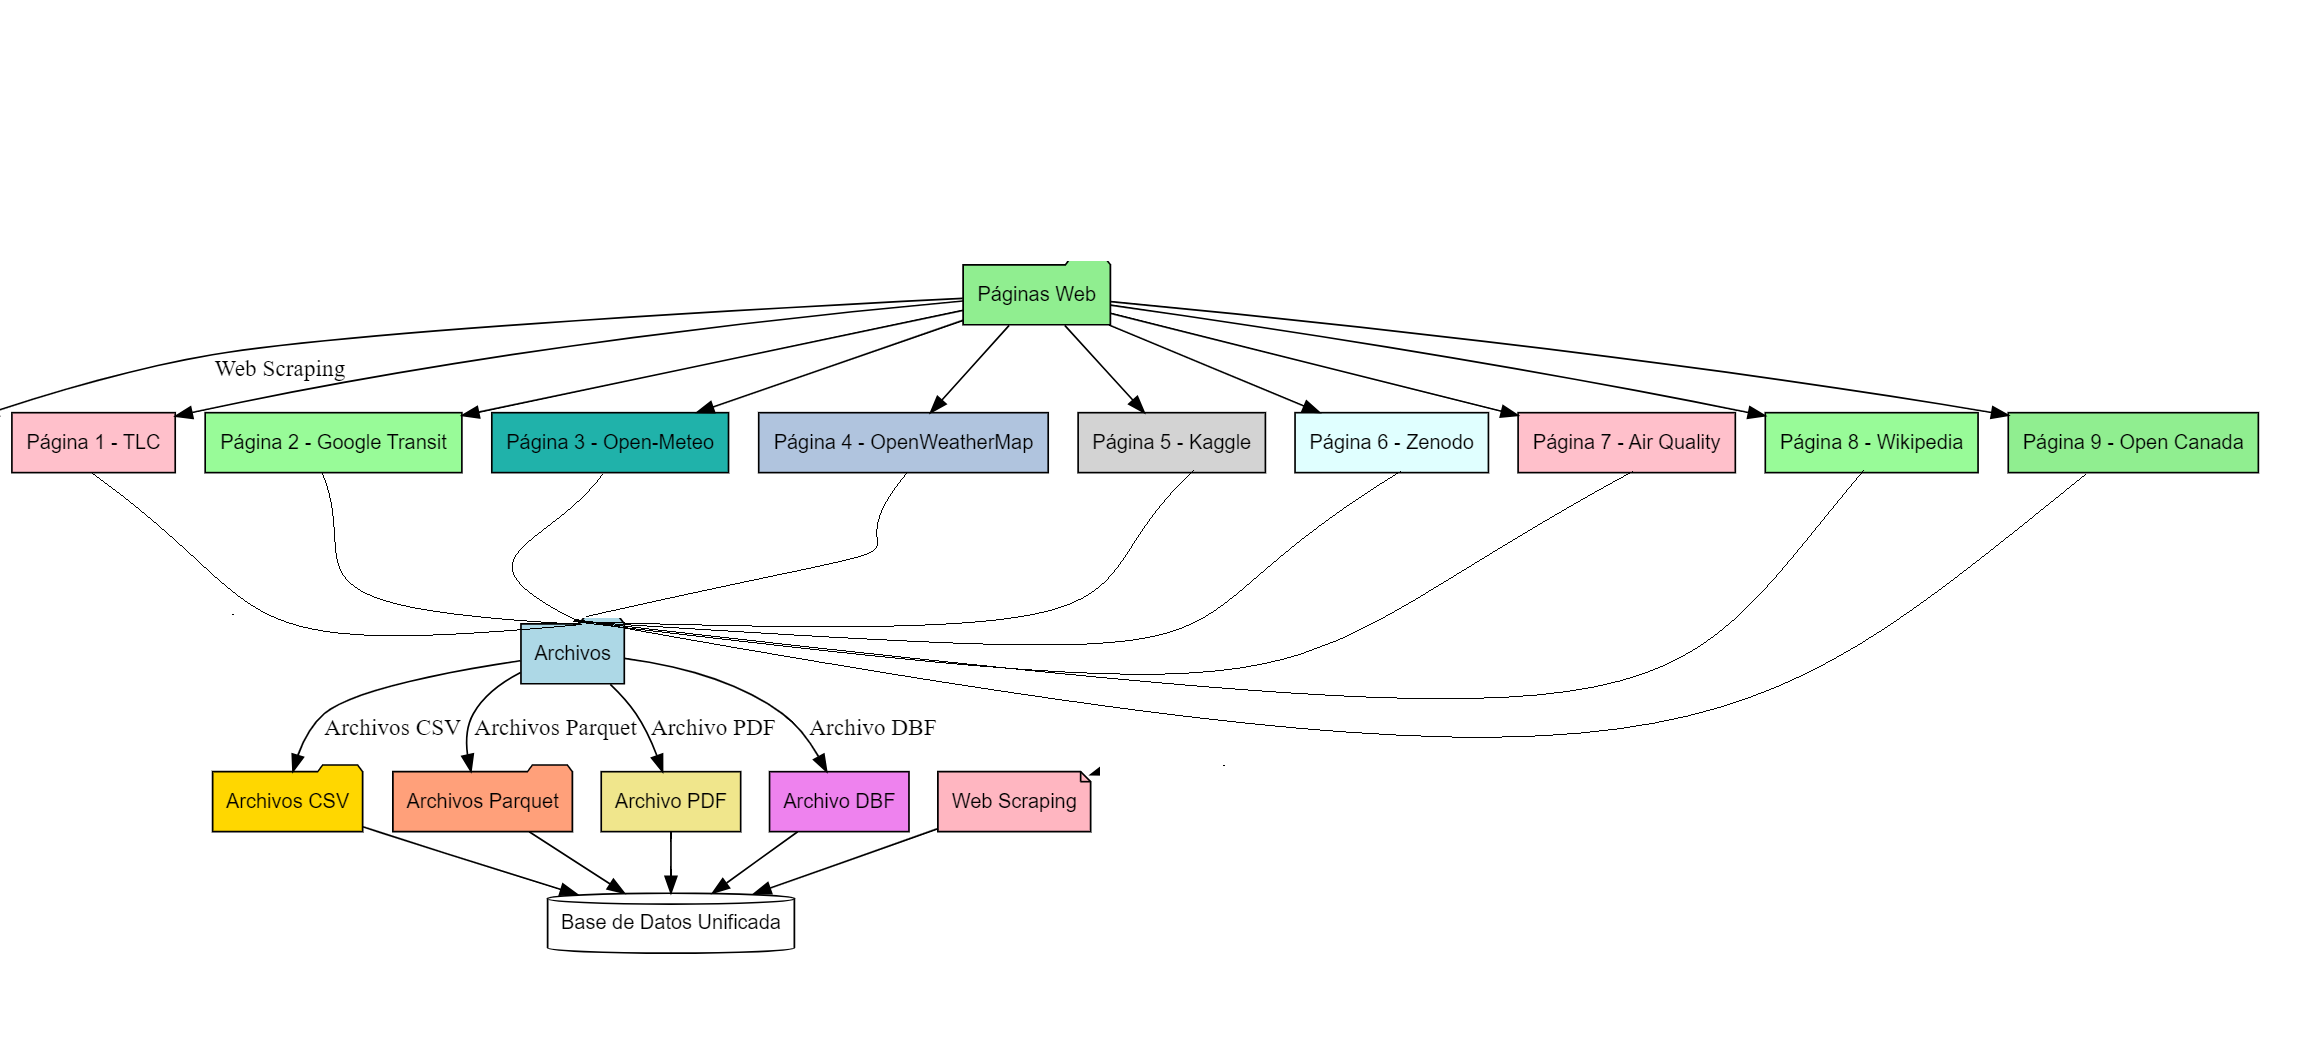 Páginas Web
Web Scraping
Página 1 - TLC
Página 2 - Google Transit
Página 3 - Open-Meteo
Página 4 - OpenWeatherMap
Página 5 - Kaggle
Página 6 - Zenodo
Página 7 - Air Quality
Página 8 - Wikipedia
Página 9 - Open Canada
Archivos
Archivos CSV
Archivos Parquet
Archivo PDF
Archivo DBF
Archivos CSV
Archivos Parquet
Archivo PDF
Archivo DBF
Web Scraping
Base de Datos Unificada